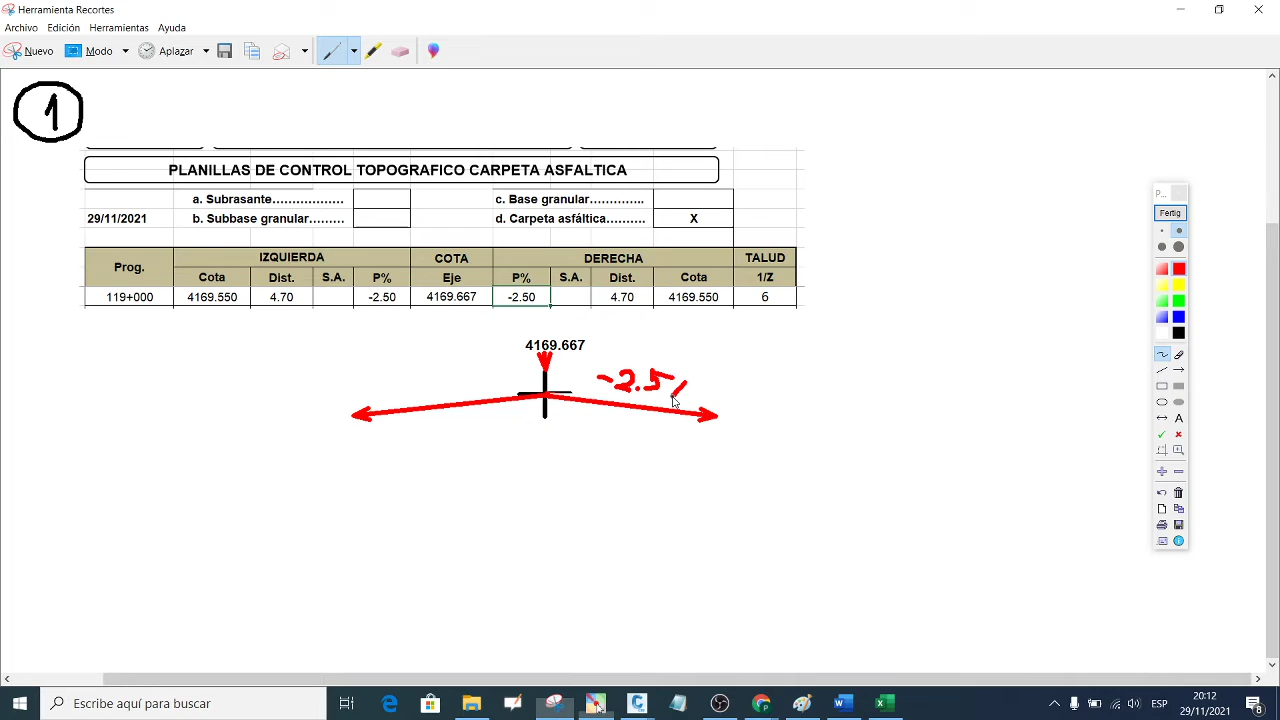 Herramienta Recortes
Archivo Edición Herramientas Ayuda
Nuevo Modo Aplazar
1
PLANILLAS DE CONTROL TOPOGRAFICO CARPETA ASFALTICA
a. Subrasante.................. c. Base granular..............
29/11/2021 b. Subbase granular......... d. Carpeta asfáltica.......... X
Prog. IZQUIERDA COTA DERECHA TALUD
Cota Dist. S.A. P% Eje P% S.A. Dist. Cota 1/Z
119+000 4169.550 4.70 -2.50 4169.667 -2.50 4.70 4169.550 6
4169.667
-2.5
P...
Fertig
A
Escribe aquí para buscar
ESP
20:12
29/11/2021
8